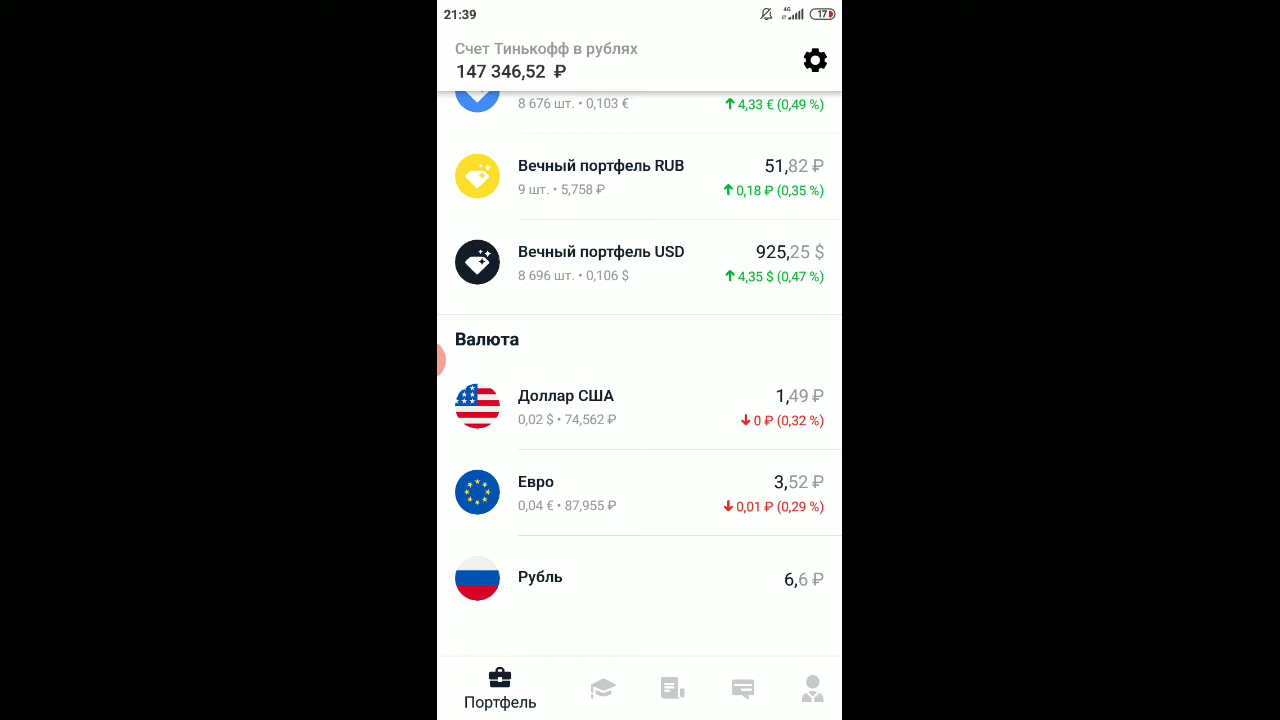 21:39
4G
17
Счет Тинькофф в рублях
147 346,52 ₽
8 676 шт. • 0,103 €
4,33 € (0,49 %)
Вечный портфель RUB
51,82 ₽
9 шт. • 5,758 ₽
0,18 ₽ (0,35 %)
Вечный портфель USD
925,25 $
8 696 шт. • 0,106 $
4,35 $ (0,47 %)
Валюта
Доллар США
1,49 ₽
0,02 $ • 74,562 ₽
0 ₽ (0,32 %)
Евро
3,52 ₽
0,04 € • 87,955 ₽
0,01 ₽ (0,29 %)
Рубль
6,6 ₽
Портфель